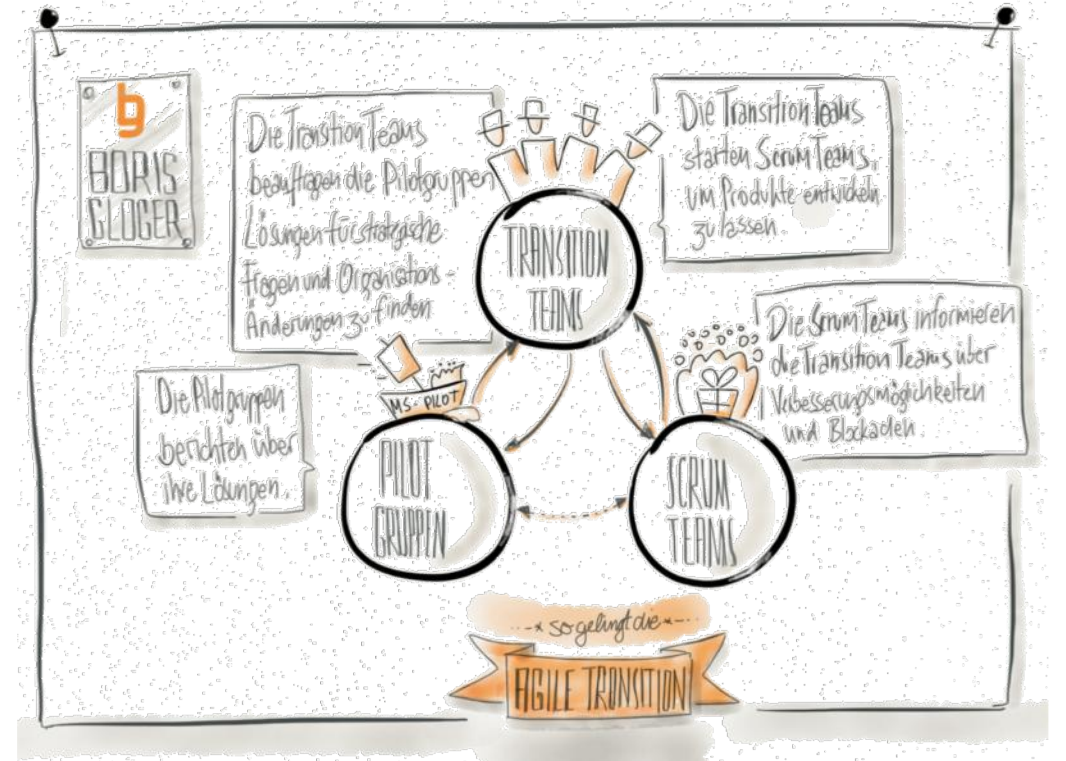 b
BORIS
GLOGER
Die Transition Teams
beauftragen die Pilotgruppen
Lösungen für strategische
Fragen und Organisations-
Änderungen zu finden
Die Transition Teams
starten Scrum Teams,
um Produkte entwickeln
zu lassen.
TRANSITION
TEAMS
Die Scrum Teams informieren
die Transition Teams über
Verbesserungsmöglichkeiten
und Blockaden.
MS-PILOT
Die Pilotgruppen
berichten über
ihre Lösungen.
PILOT
GRUPPEN
SCRUM
TEAMS
so gelingt die
AGILE TRANSITION